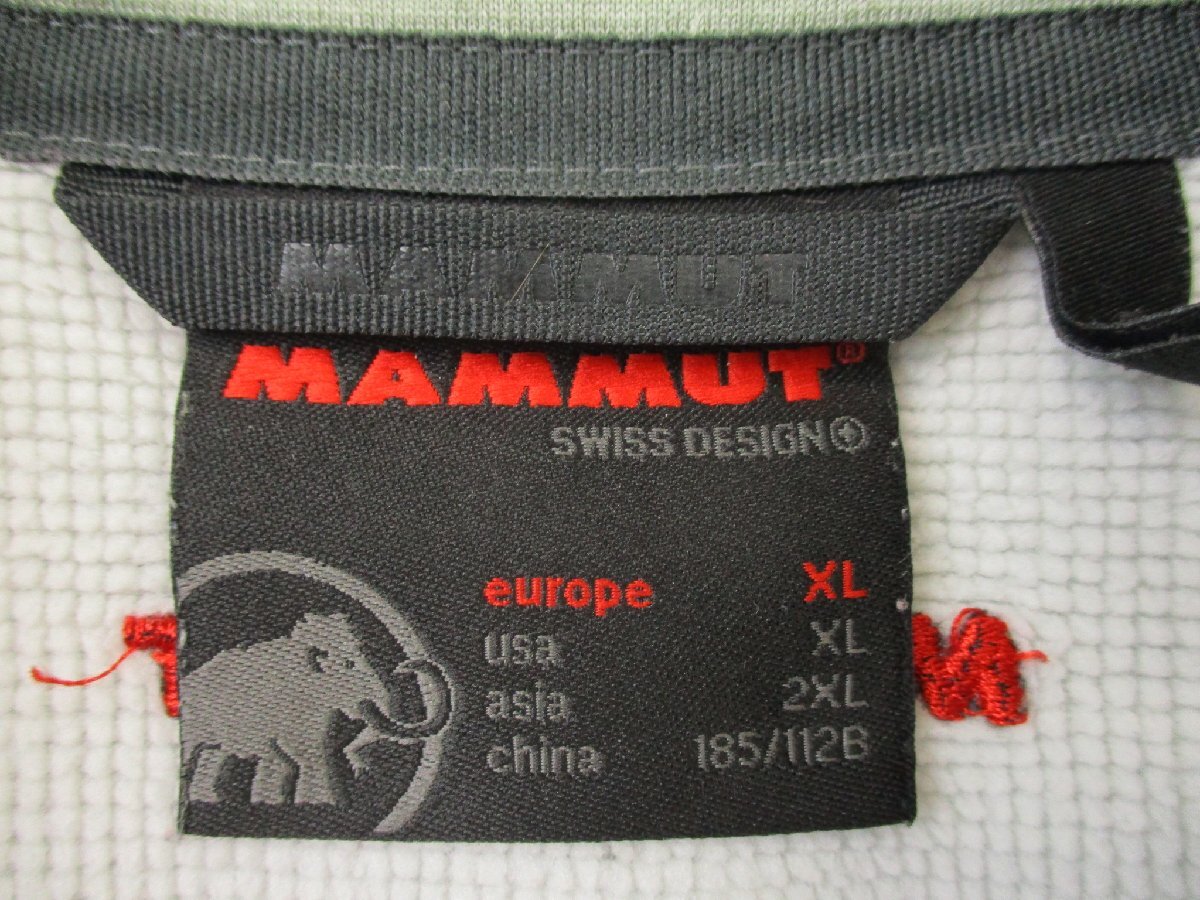 MAMMUT
MAMMUT®
SWISS DESIGN
europe XL
usa XL
asia 2XL
china 185/112B